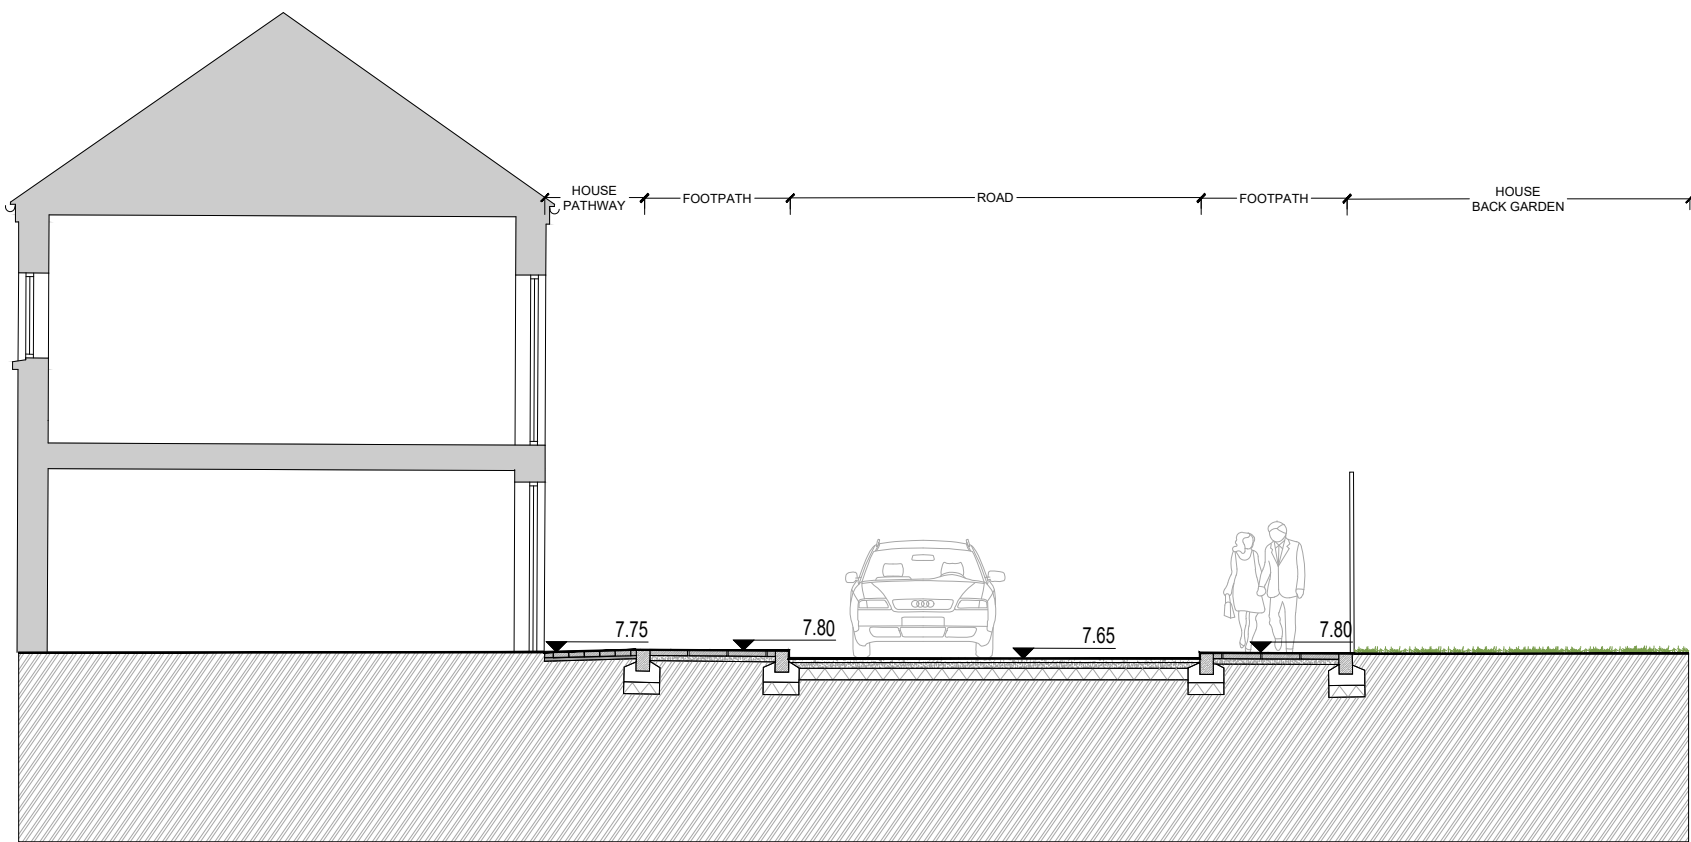 HOUSE
PATHWAY
FOOTPATH
ROAD
FOOTPATH
HOUSE
BACK GARDEN
7.75
7.80
7.65
7.80